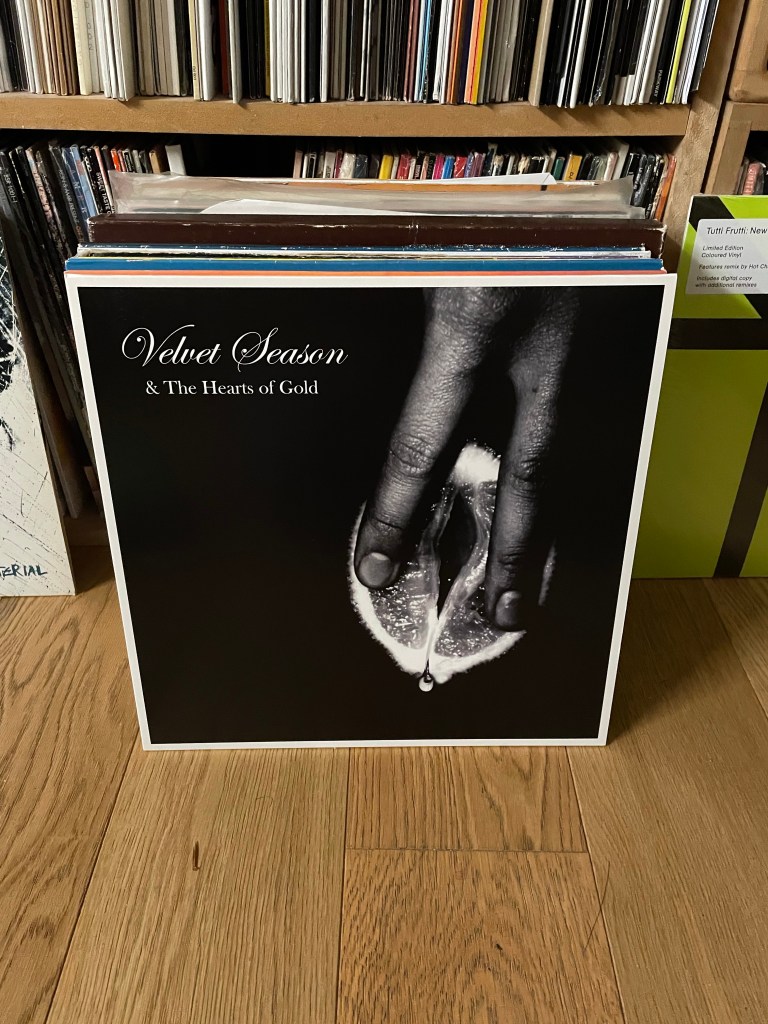 Velvet Season
& The Hearts of Gold
Tutti Frutti: New
Limited Edition
Coloured Vinyl
Features remix by Hot Ch
Includes digital copy
with additional remixes
TERIAL